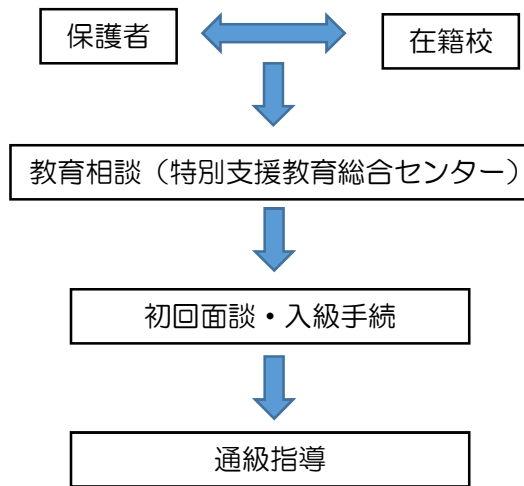 保護者
在籍校
教育相談（特別支援教育総合センター）
初回面談・入級手続
通級指導